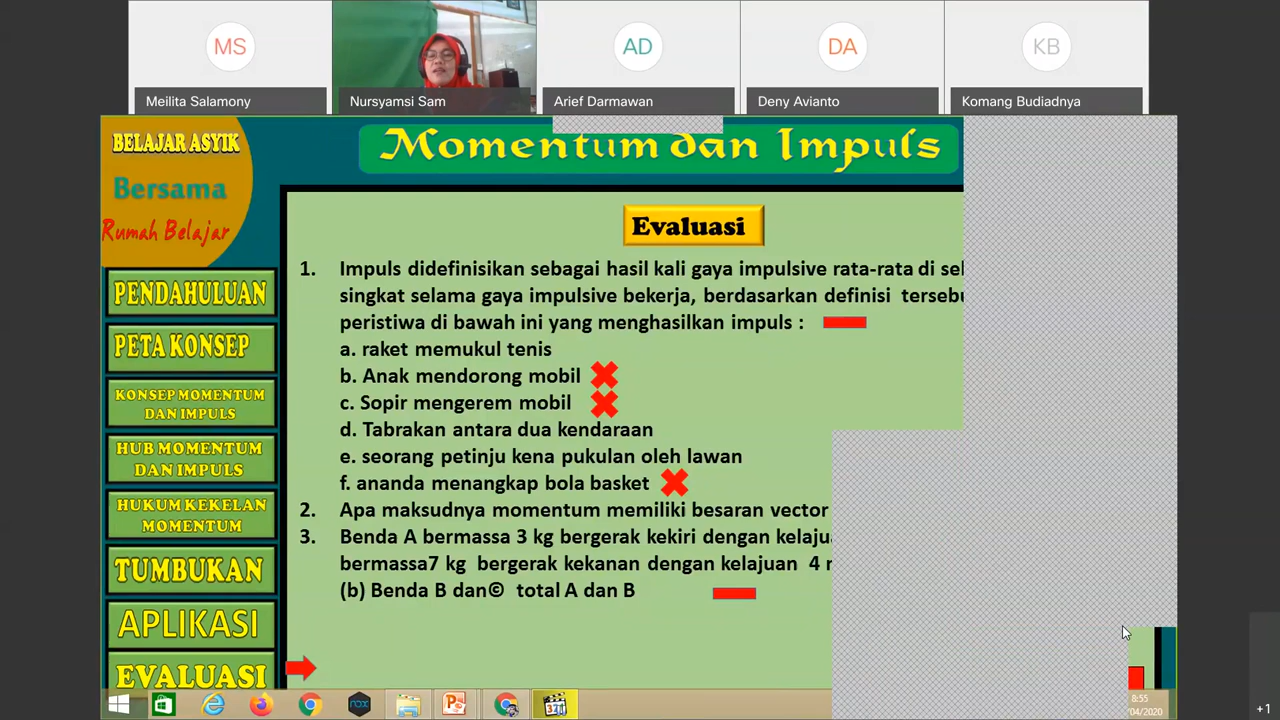 MS
AD
DA
KB
Meilita Salamony
Nursyamsi Sam
Arief Darmawan
Deny Avianto
Komang Budiadnya
BELAJAR ASYIK
Bersama
Rumah Belajar
Momentum dan Impuls
Evaluasi
PENDAHULUAN
PETA KONSEP
KONSEP MOMENTUM
DAN IMPULS
HUB MOMENTUM
DAN IMPULS
HUKUM KEKELAN
MOMENTUM
TUMBUKAN
APLIKASI
EVALUASI
1. Impuls didefinisikan sebagai hasil kali gaya impulsive rata-rata di
singkat selama gaya impulsive bekerja, berdasarkan definisi
peristiwa di bawah ini yang menghasilkan impuls :
a. raket memukul tenis
b. Anak mendorong mobil
c. Sopir mengerem mobil
d. Tabrakan antara dua kendaraan
e. seorang petinju kena pukulan oleh lawan
f. ananda menangkap bola basket
2. Apa maksudnya momentum memiliki besaran vector
3. Benda A bermassa 3 kg bergerak kekiri dengan
bermassa7 kg bergerak kekanan dengan kelajuan 4
(b) Benda B dan© total A dan B
nox
321
8:55
/04/2020
+1